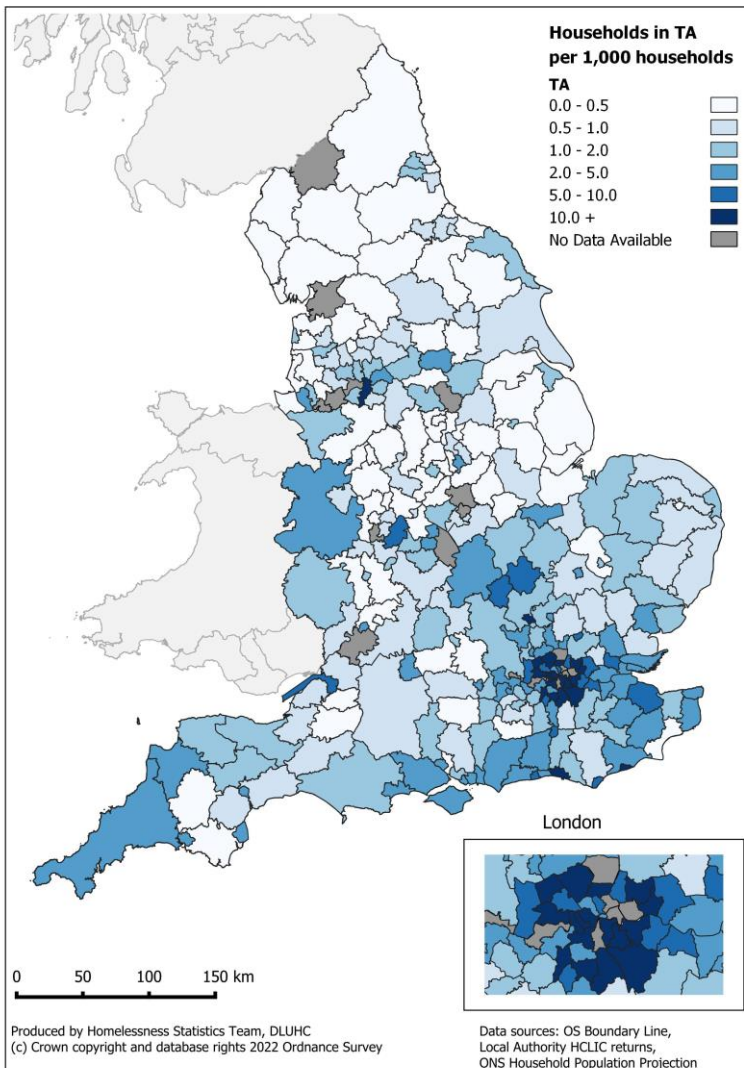 Households in TA
per 1,000 households
TA
0.0 - 0.5
0.5 - 1.0
1.0 - 2.0
2.0 - 5.0
5.0 - 10.0
10.0 +
No Data Available
London
0 50 100 150 km
Produced by Homelessness Statistics Team, DLUHC
(c) Crown copyright and database rights 2022 Ordnance Survey
Data sources: OS Boundary Line,
Local Authority HCLIC returns,
ONS Household Population Projection